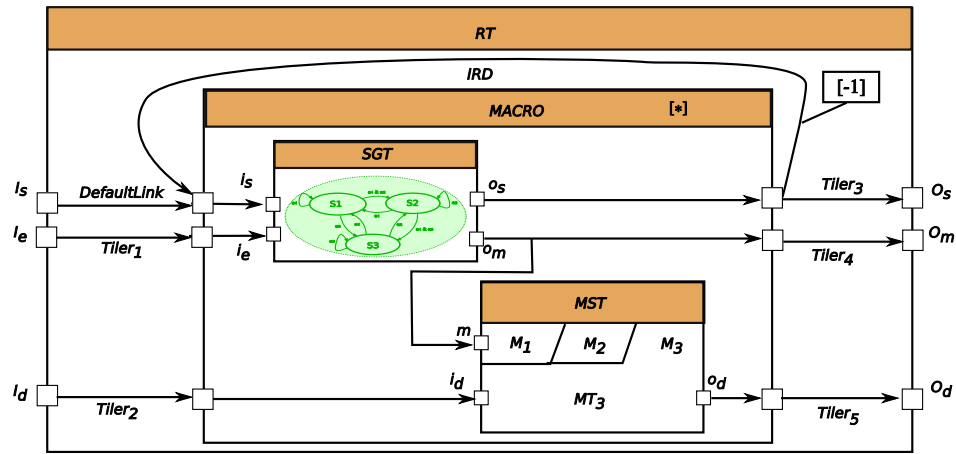 RT
IRD
[-1]
MACRO [*]
SGT
I_s
DefaultLink
i_s
S1 S2
S3
o_s
Tiler_3
O_s
I_e
Tiler_1
i_e
o_m
Tiler_4
O_m
MST
m
M_1 M_2 M_3
I_d
Tiler_2
i_d
MT_3
o_d
Tiler_5
O_d